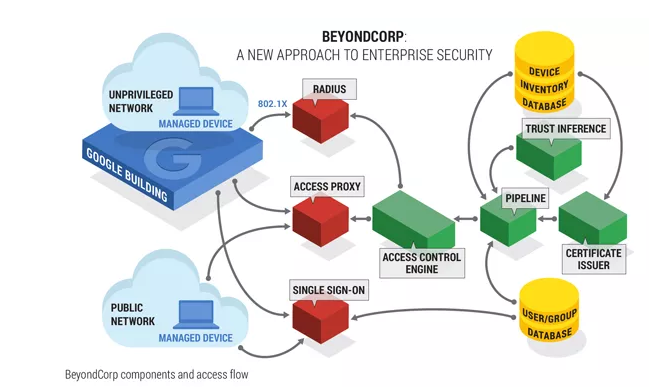 BEYONDCORP:
A NEW APPROACH TO ENTERPRISE SECURITY
UNPRIVILEGED
NETWORK
MANAGED DEVICE
802.1X
RADIUS
G
GOOGLE BUILDING
ACCESS PROXY
DEVICE
INVENTORY
DATABASE
TRUST INFERENCE
PIPELINE
ACCESS CONTROL
ENGINE
CERTIFICATE
ISSUER
PUBLIC
NETWORK
MANAGED DEVICE
SINGLE SIGN-ON
USER/GROUP
DATABASE
BeyondCorp components and access flow